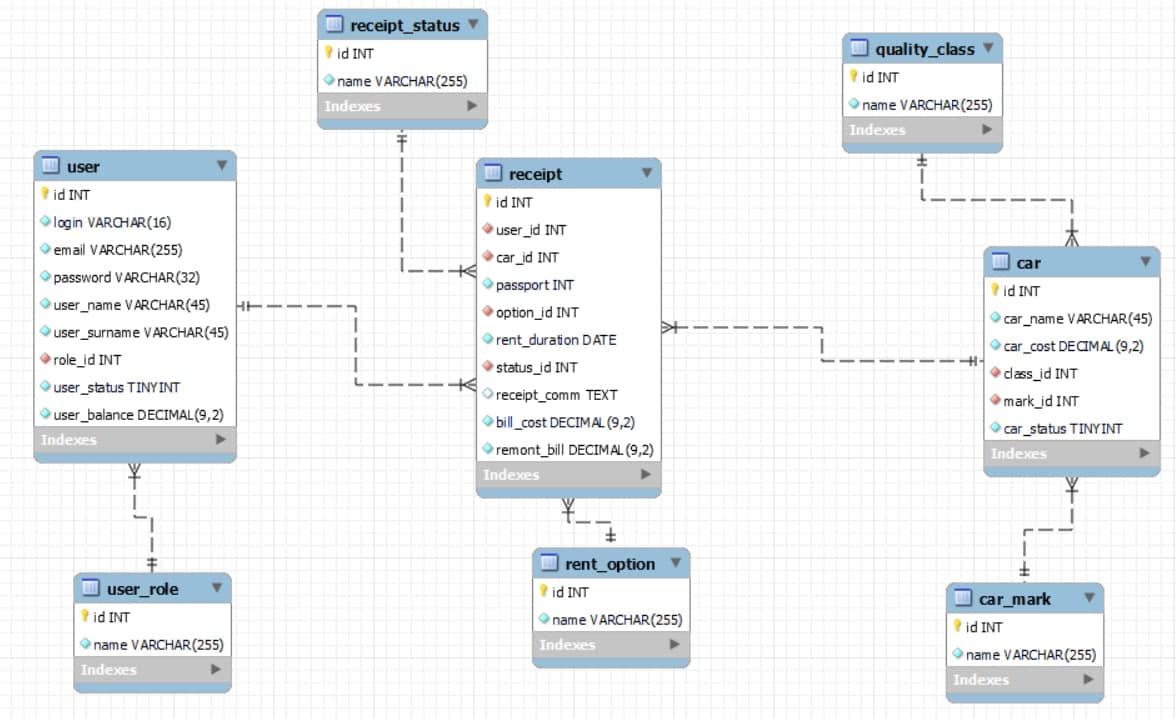 receipt_status
id INT
name VARCHAR(255)
Indexes
quality_class
id INT
name VARCHAR(255)
Indexes
user
id INT
login VARCHAR(16)
email VARCHAR(255)
password VARCHAR(32)
user_name VARCHAR(45)
user_surname VARCHAR(45)
role_id INT
user_status TINYINT
user_balance DECIMAL(9,2)
Indexes
receipt
id INT
user_id INT
car_id INT
passport INT
option_id INT
rent_duration DATE
status_id INT
receipt_comm TEXT
bill_cost DECIMAL(9,2)
remont_bill DECIMAL(9,2)
Indexes
car
id INT
car_name VARCHAR(45)
car_cost DECIMAL(9,2)
class_id INT
mark_id INT
car_status TINYINT
Indexes
user_role
id INT
name VARCHAR(255)
Indexes
rent_option
id INT
name VARCHAR(255)
Indexes
car_mark
id INT
name VARCHAR(255)
Indexes